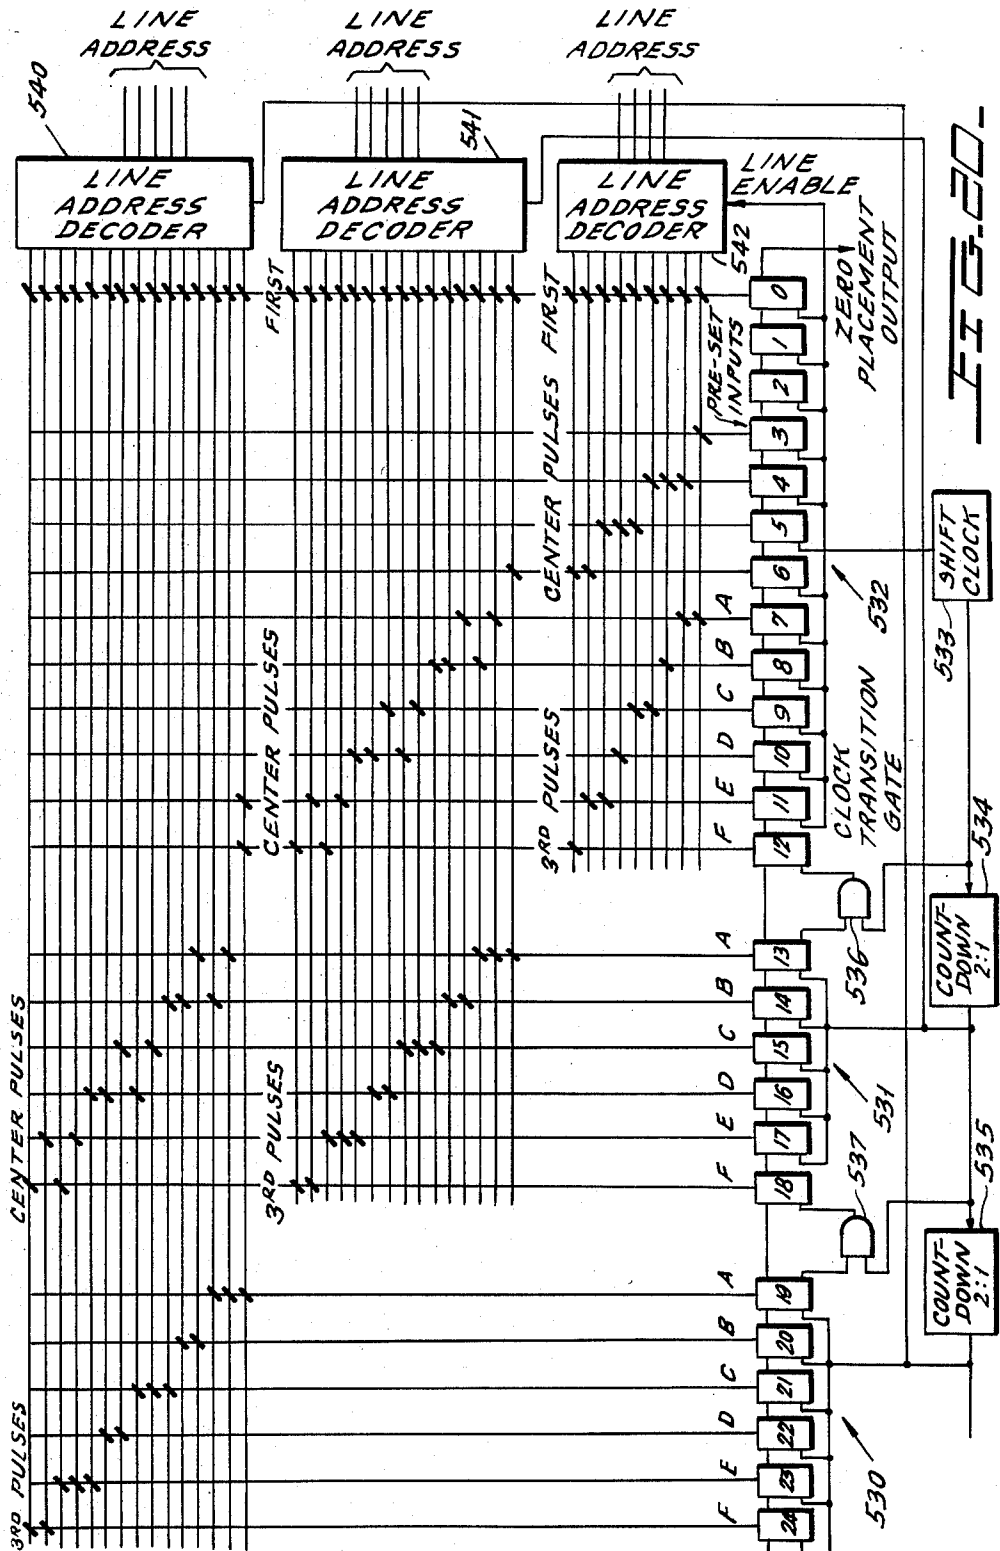 LINE
ADDRESS
LINE
ADDRESS
LINE
ADDRESS
540
541
LINE
ADDRESS
DECODER
LINE
ADDRESS
DECODER
LINE
ADDRESS
DECODER
LINE
ENABLE
542
FIRST
FIRST
CENTER PULSES
PRE-SET
INPUTS
ZERO
PLACEMENT
OUTPUT
FIG.20.
0
1
2
3
4
5
6
A
7
B
8
C
9
D
10
E
11
F
12
532
SHIFT
CLOCK
533
CENTER PULSES
3RD PULSES
CLOCK
TRANSITION
GATE
534
COUNT-
DOWN
2:1
536
A
13
B
14
C
15
D
16
E
17
F
18
531
CENTER PULSES
3RD PULSES
537
535
COUNT-
DOWN
2:1
A
19
B
20
C
21
D
22
E
23
F
24
530
3RD PULSES